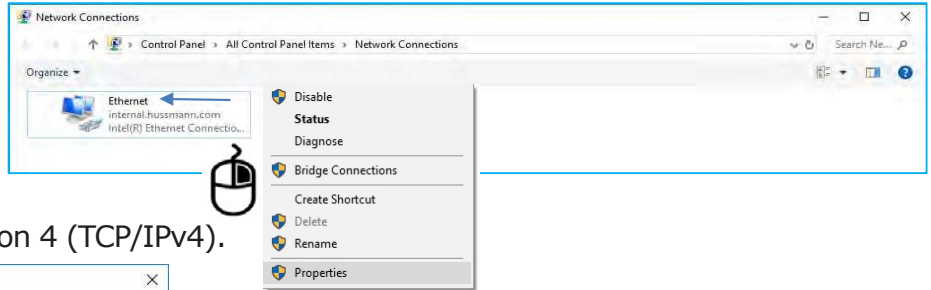 Network Connections
Control Panel › All Control Panel Items › Network Connections
Search Ne...
Organize
Ethernet
internal.hussmann.com
Intel(R) Ethernet Connectio...
Disable
Status
Diagnose
Bridge Connections
Create Shortcut
Delete
Rename
Properties
on 4 (TCP/IPv4).